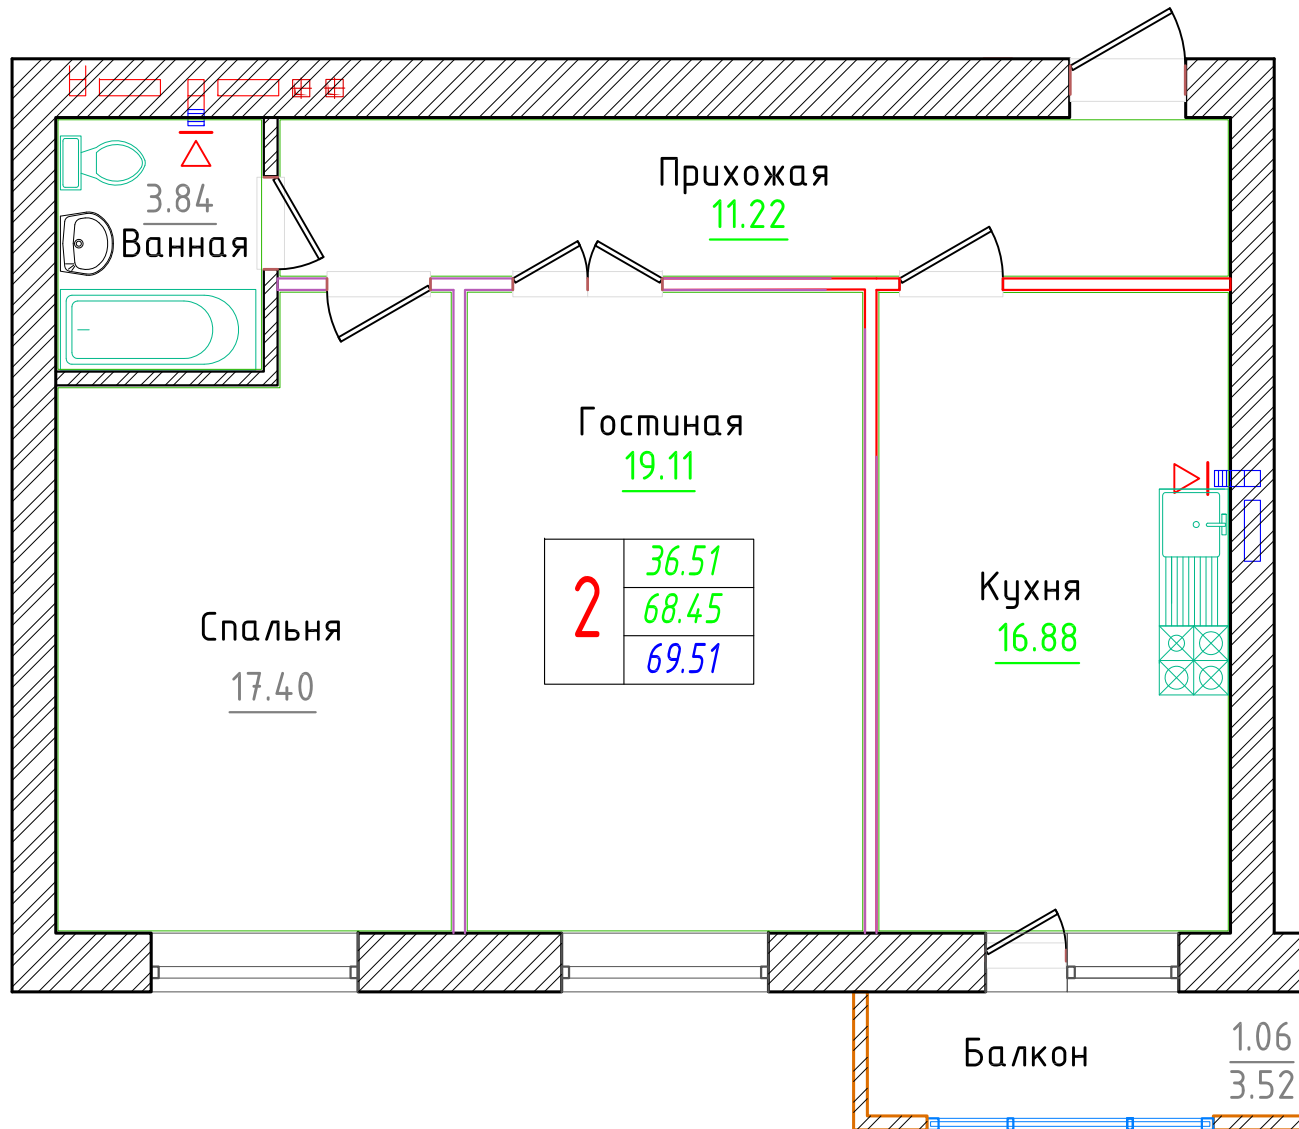 Прихожая
11.22
3.84
Ванная
Гостиная
19.11
2
36.51
68.45
69.51
Кухня
16.88
Спальня
17.40
Балкон
1.06
3.52